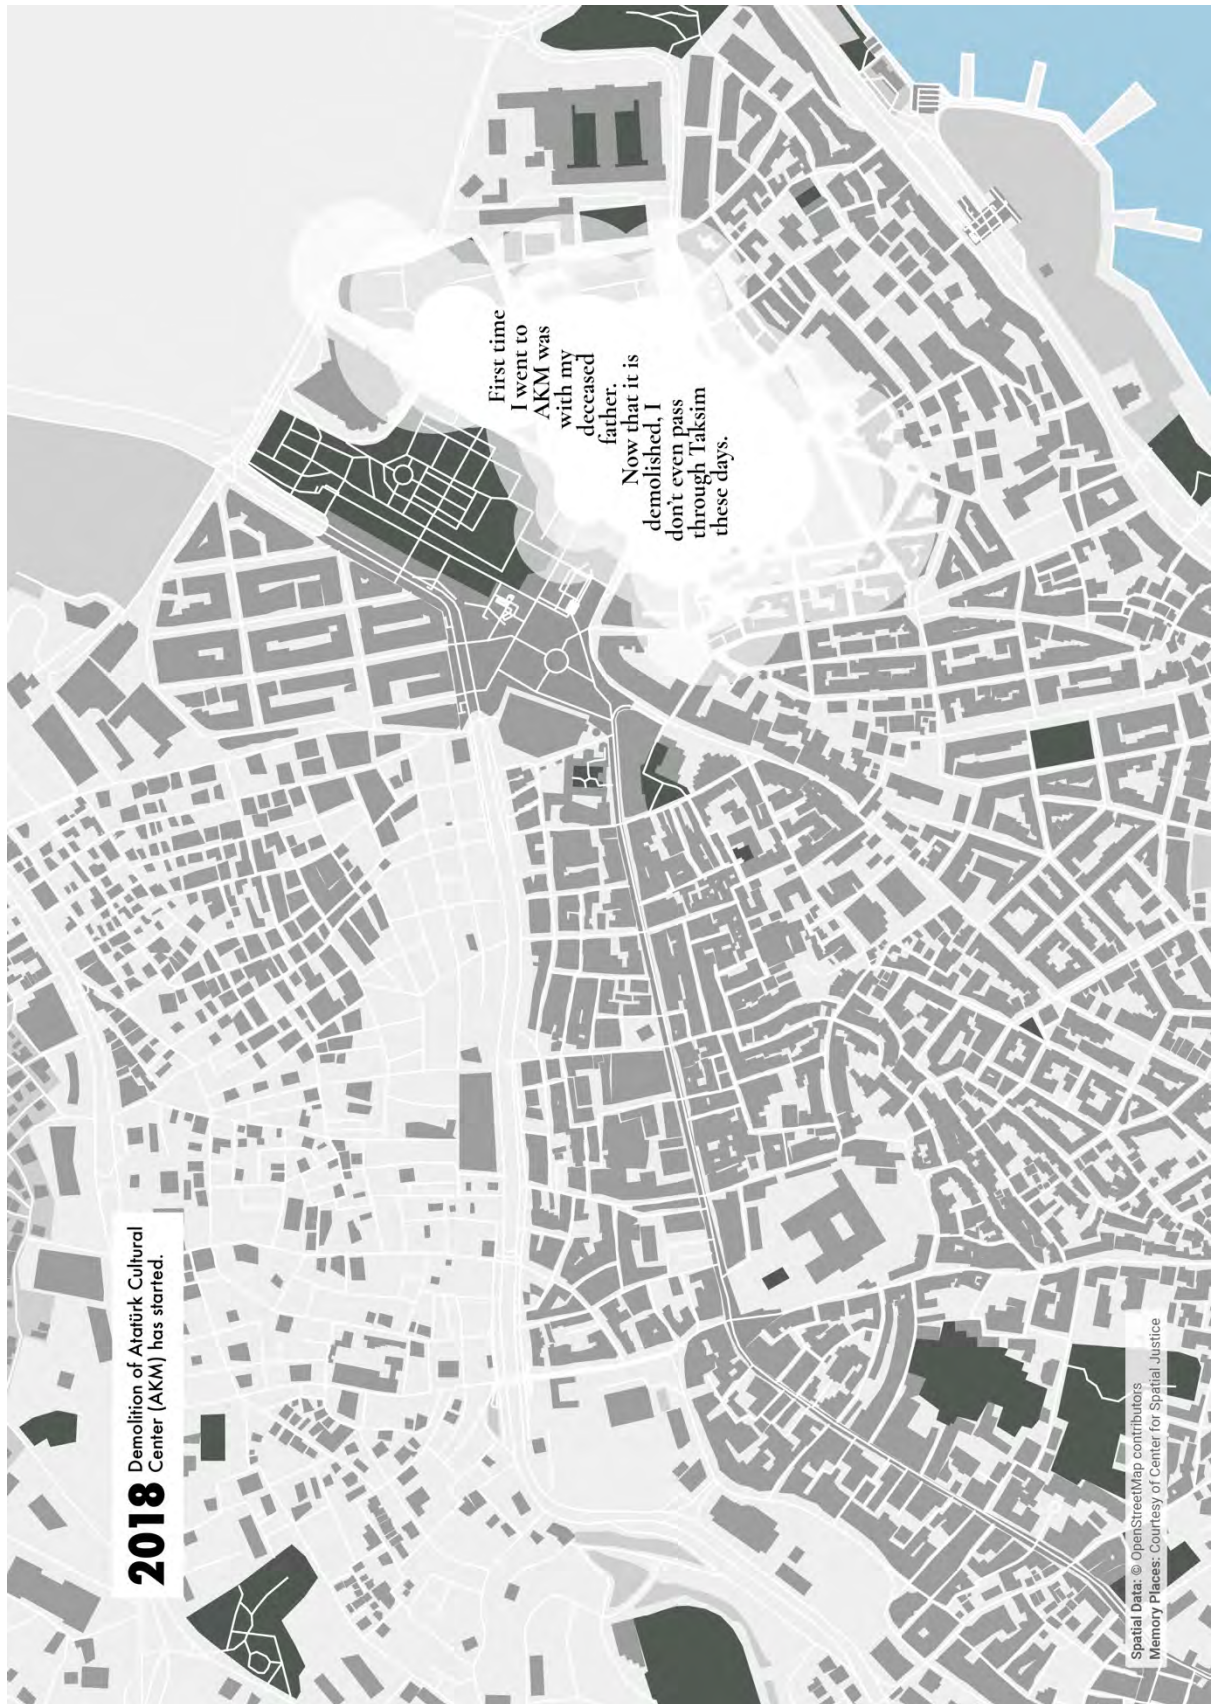 2018 Demolition of Atatürk Cultural
Center (AKM) has started.
First time
I went to
AKM was
with my
deceased
father.
Now that it is
demolished, I
don't even pass
through Taksim
these days.
Spatial Data: © OpenStreetMap contributors
Memory Places: Courtesy of Center for Spatial Justice